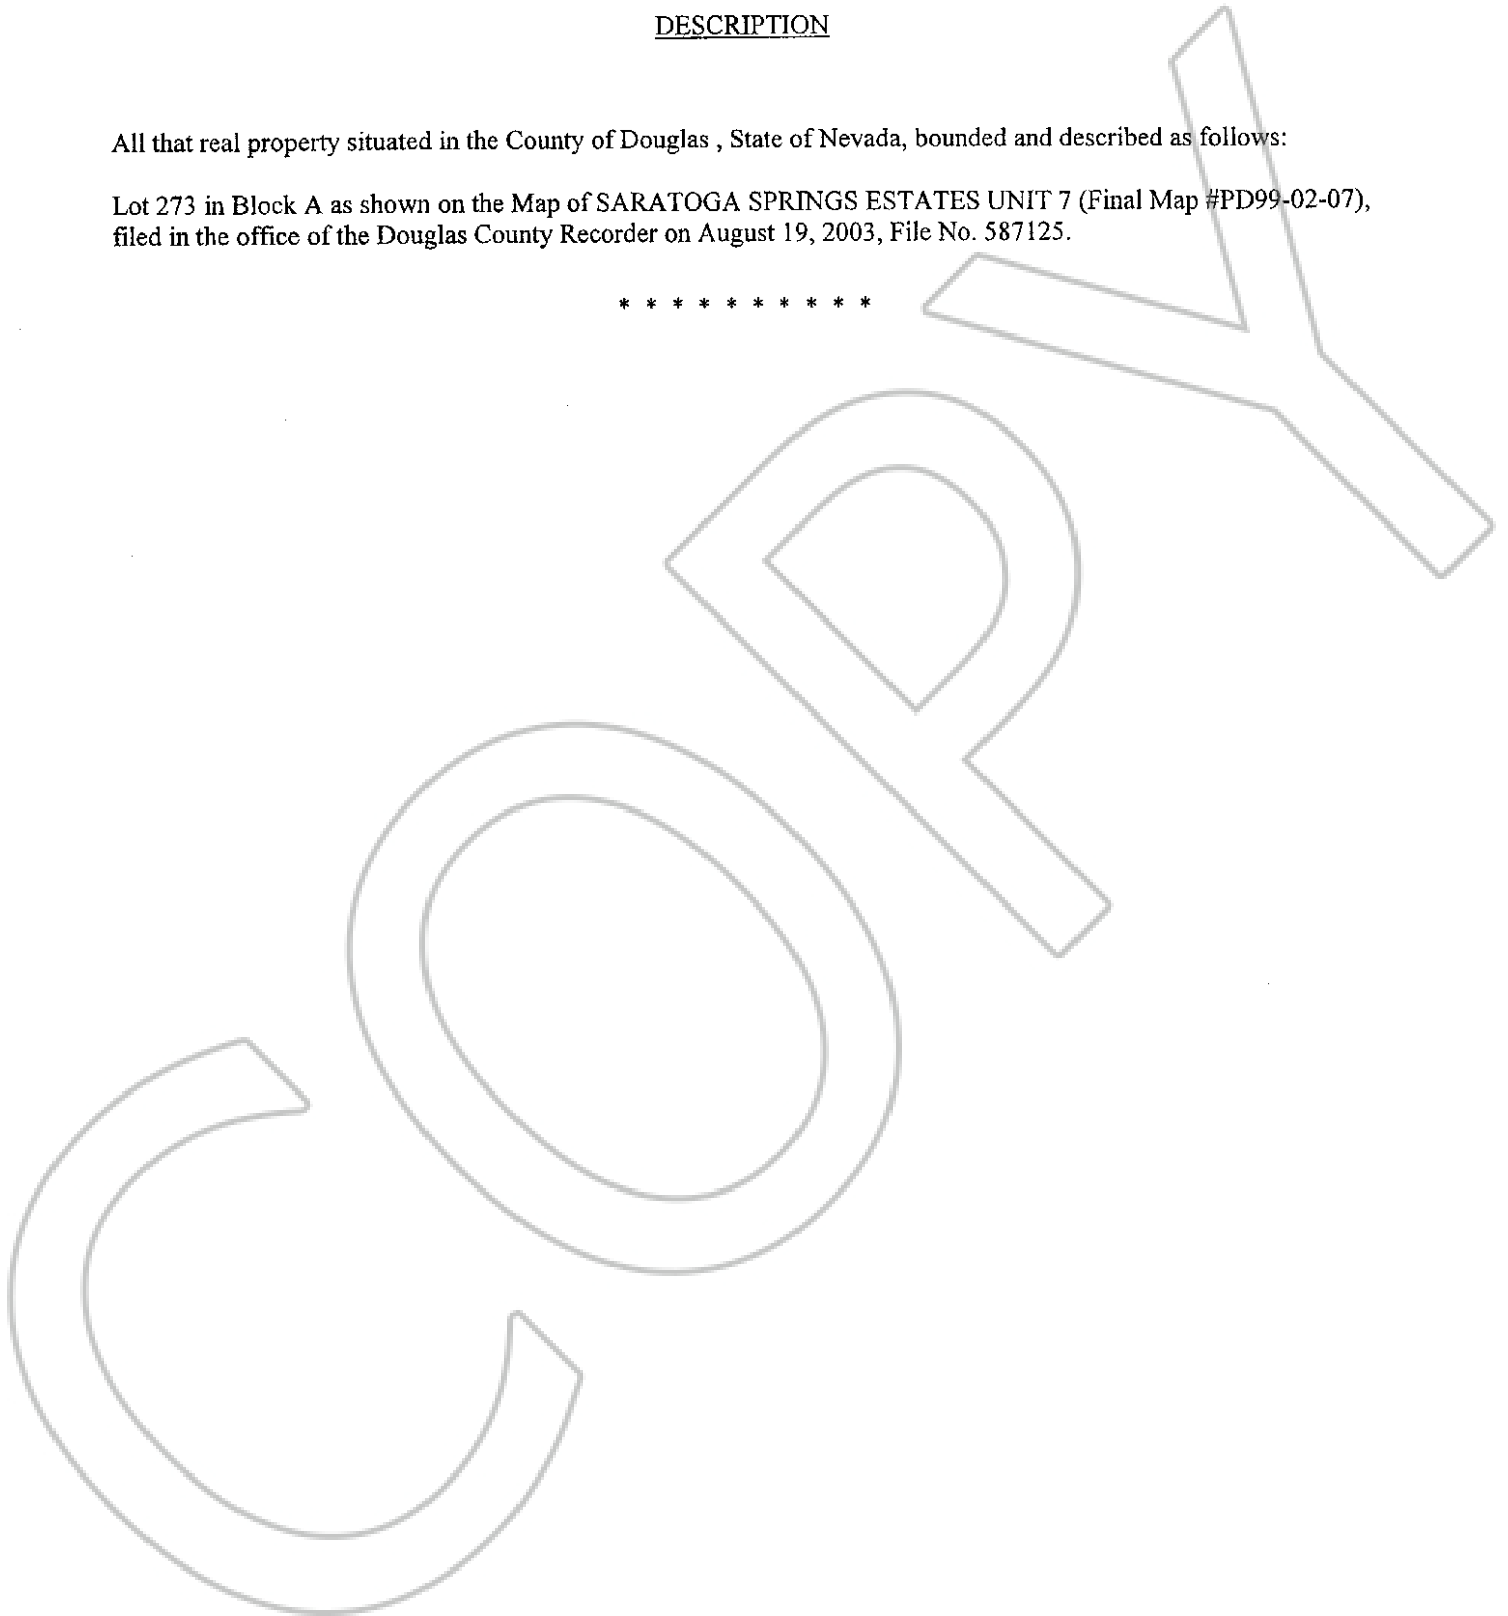 DESCRIPTION
All that real property situated in the County of Douglas , State of Nevada, bounded and described as follows:
Lot 273 in Block A as shown on the Map of SARATOGA SPRINGS ESTATES UNIT 7 (Final Map #PD99-02-07),
filed in the office of the Douglas County Recorder on August 19, 2003, File No. 587125.
* * * * * * * * * *
COPY